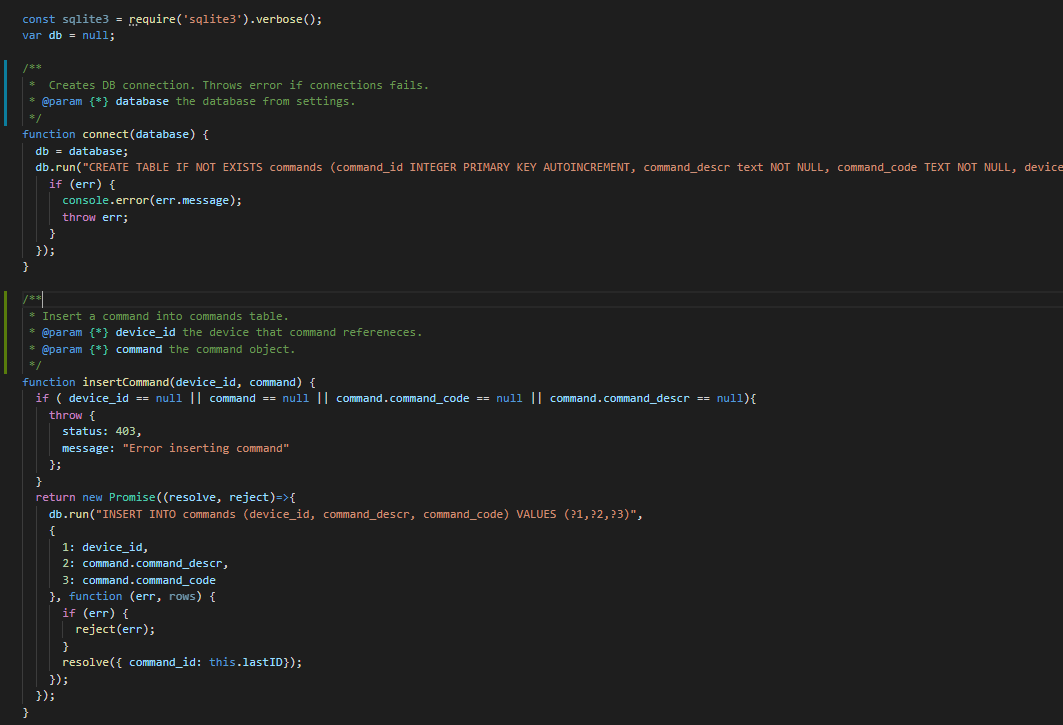 const sqlite3 = require('sqlite3').verbose();
var db = null;
/**
 *  Creates DB connection. Throws error if connections fails.
 * @param {*} database the database from settings.
 */
function connect(database) {
  db = database;
  db.run("CREATE TABLE IF NOT EXISTS commands (command_id INTEGER PRIMARY KEY AUTOINCREMENT, command_descr text NOT NULL, command_code TEXT NOT NULL, device
    if (err) {
      console.error(err.message);
      throw err;
    }
  });
}
/**
 * Insert a command into commands table.
 * @param {*} device_id the device that command refereneces.
 * @param {*} command the command object.
 */
function insertCommand(device_id, command) {
  if ( device_id == null || command == null || command.command_code == null || command.command_descr == null){
    throw {
      status: 403,
      message: "Error inserting command"
    };
  }
  return new Promise((resolve, reject)=>{
    db.run("INSERT INTO commands (device_id, command_descr, command_code) VALUES (?1,?2,?3)",
    {
      1: device_id,
      2: command.command_descr,
      3: command.command_code
    }, function (err, rows) {
      if (err) {
        reject(err);
      }
      resolve({ command_id: this.lastID});
    });
  });
}